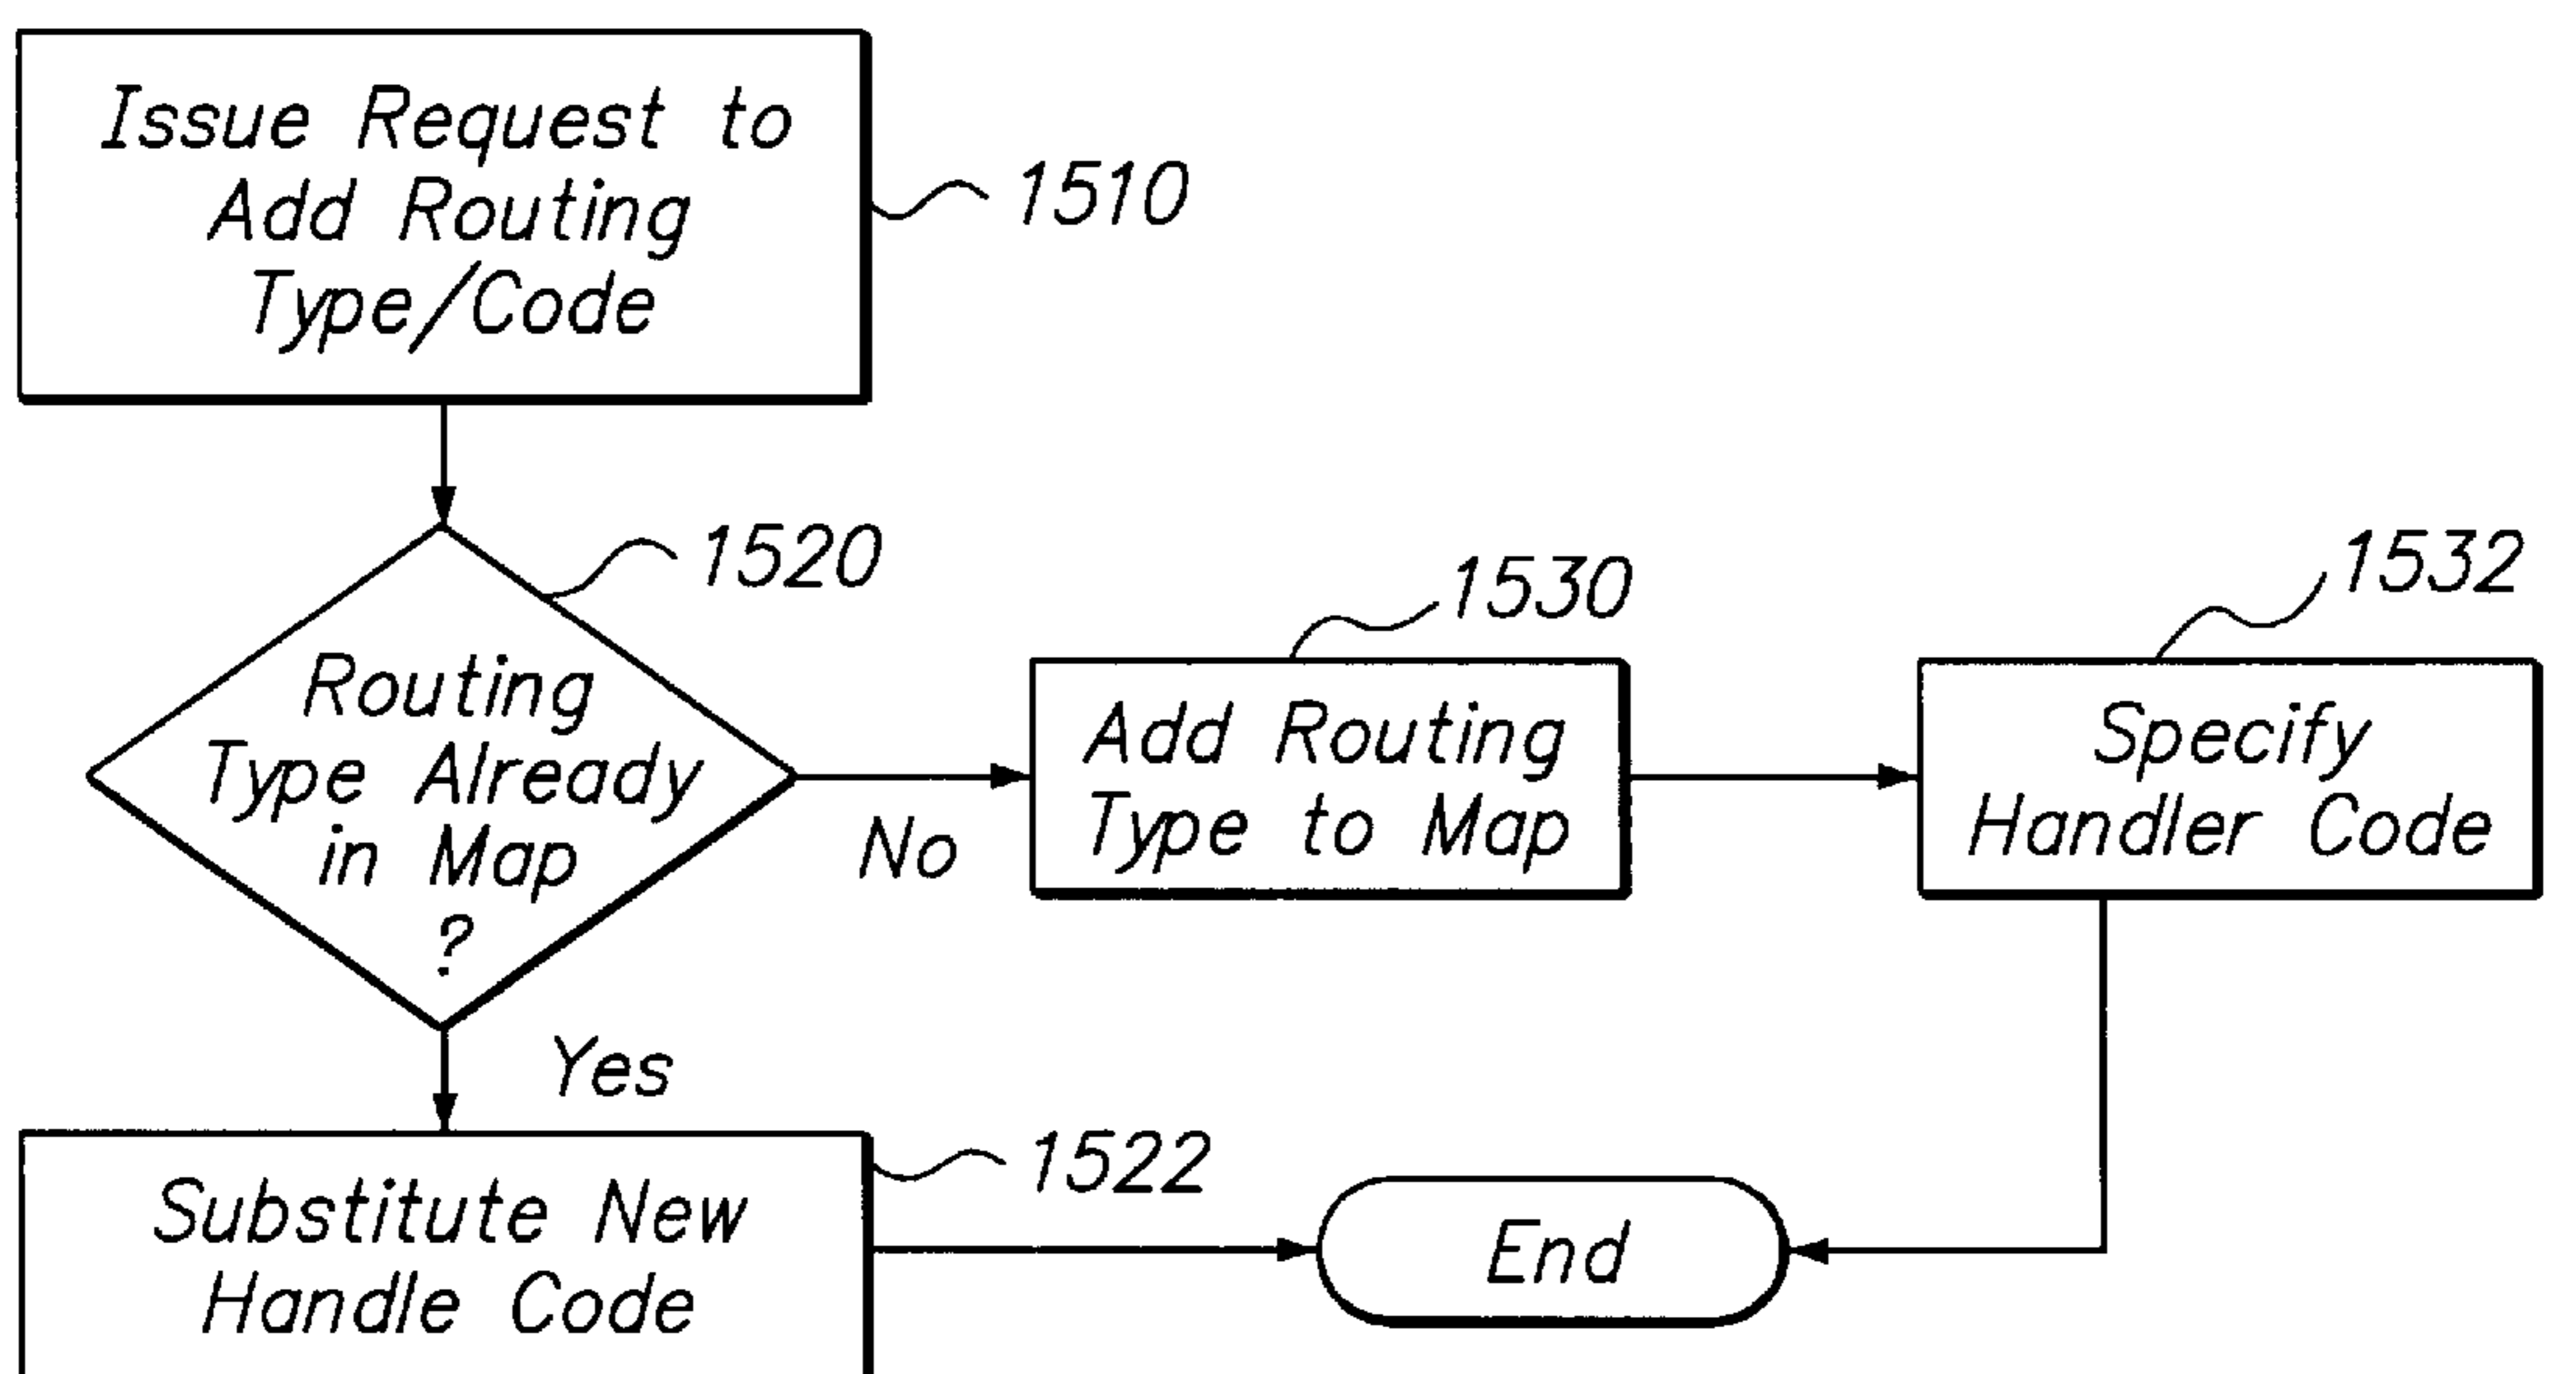 Issue Request to
Add Routing
Type/Code
1510
1520
Routing
Type Already
in Map
?
No
1530
Add Routing
Type to Map
1532
Specify
Handler Code
Yes
1522
Substitute New
Handle Code
End